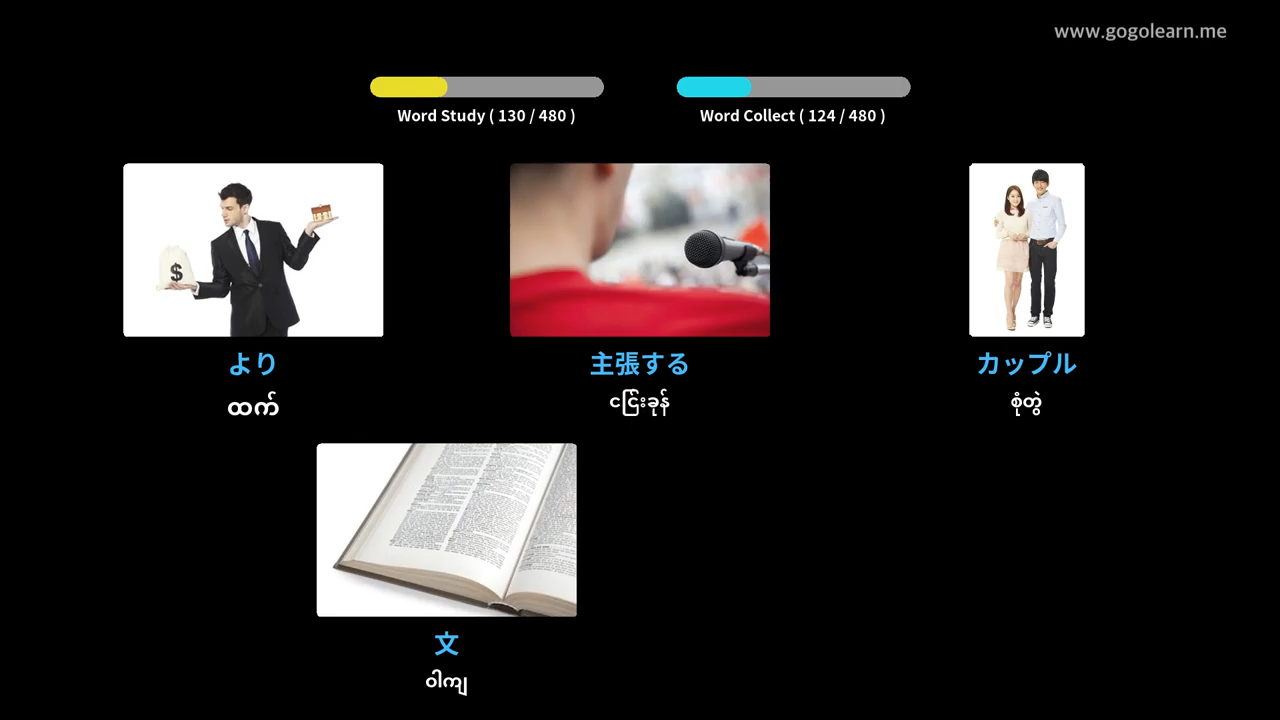 www.gogolearn.me
Word Study ( 130 / 480 )
Word Collect ( 124 / 480 )
より
ထက်
主張する
ငြင်းခုန်
カップル
စုံတွဲ
$
文
ဝါကျ